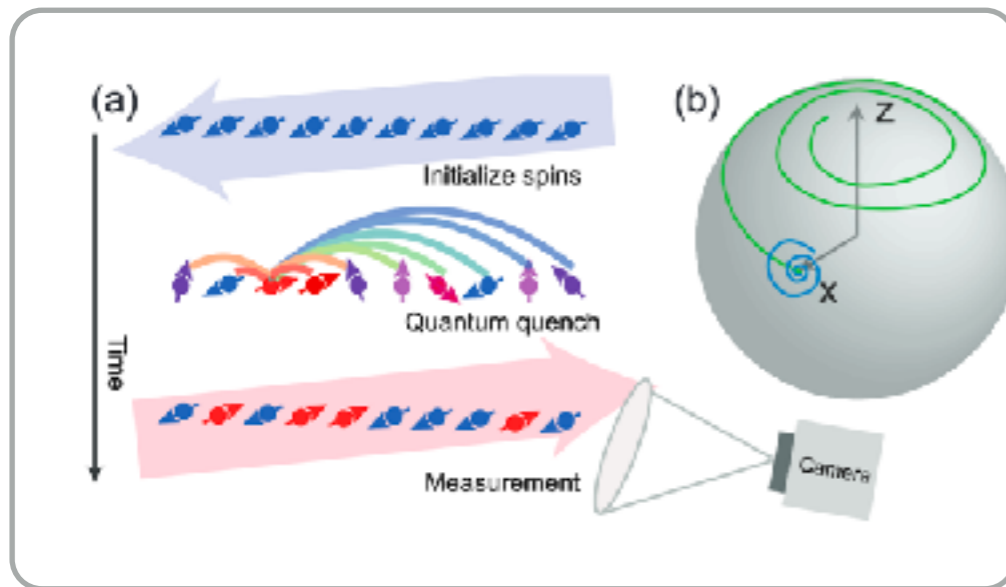 (a)
Initialize spins
Quantum quench
Time
Measurement
(b)
Z
X
Camera